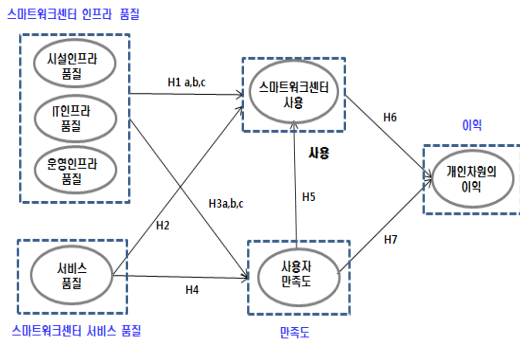 스마트워크센터 인프라 품질
시설인프라
품질
IT인프라
품질
운영인프라
품질
H1 a,b,c
스마트워크센터
사용
사용
H6
이익
개인차원의
이익
H2
H3a,b,c
H5
H7
서비스
품질
H4
사용자
만족도
스마트워크센터 서비스 품질
만족도